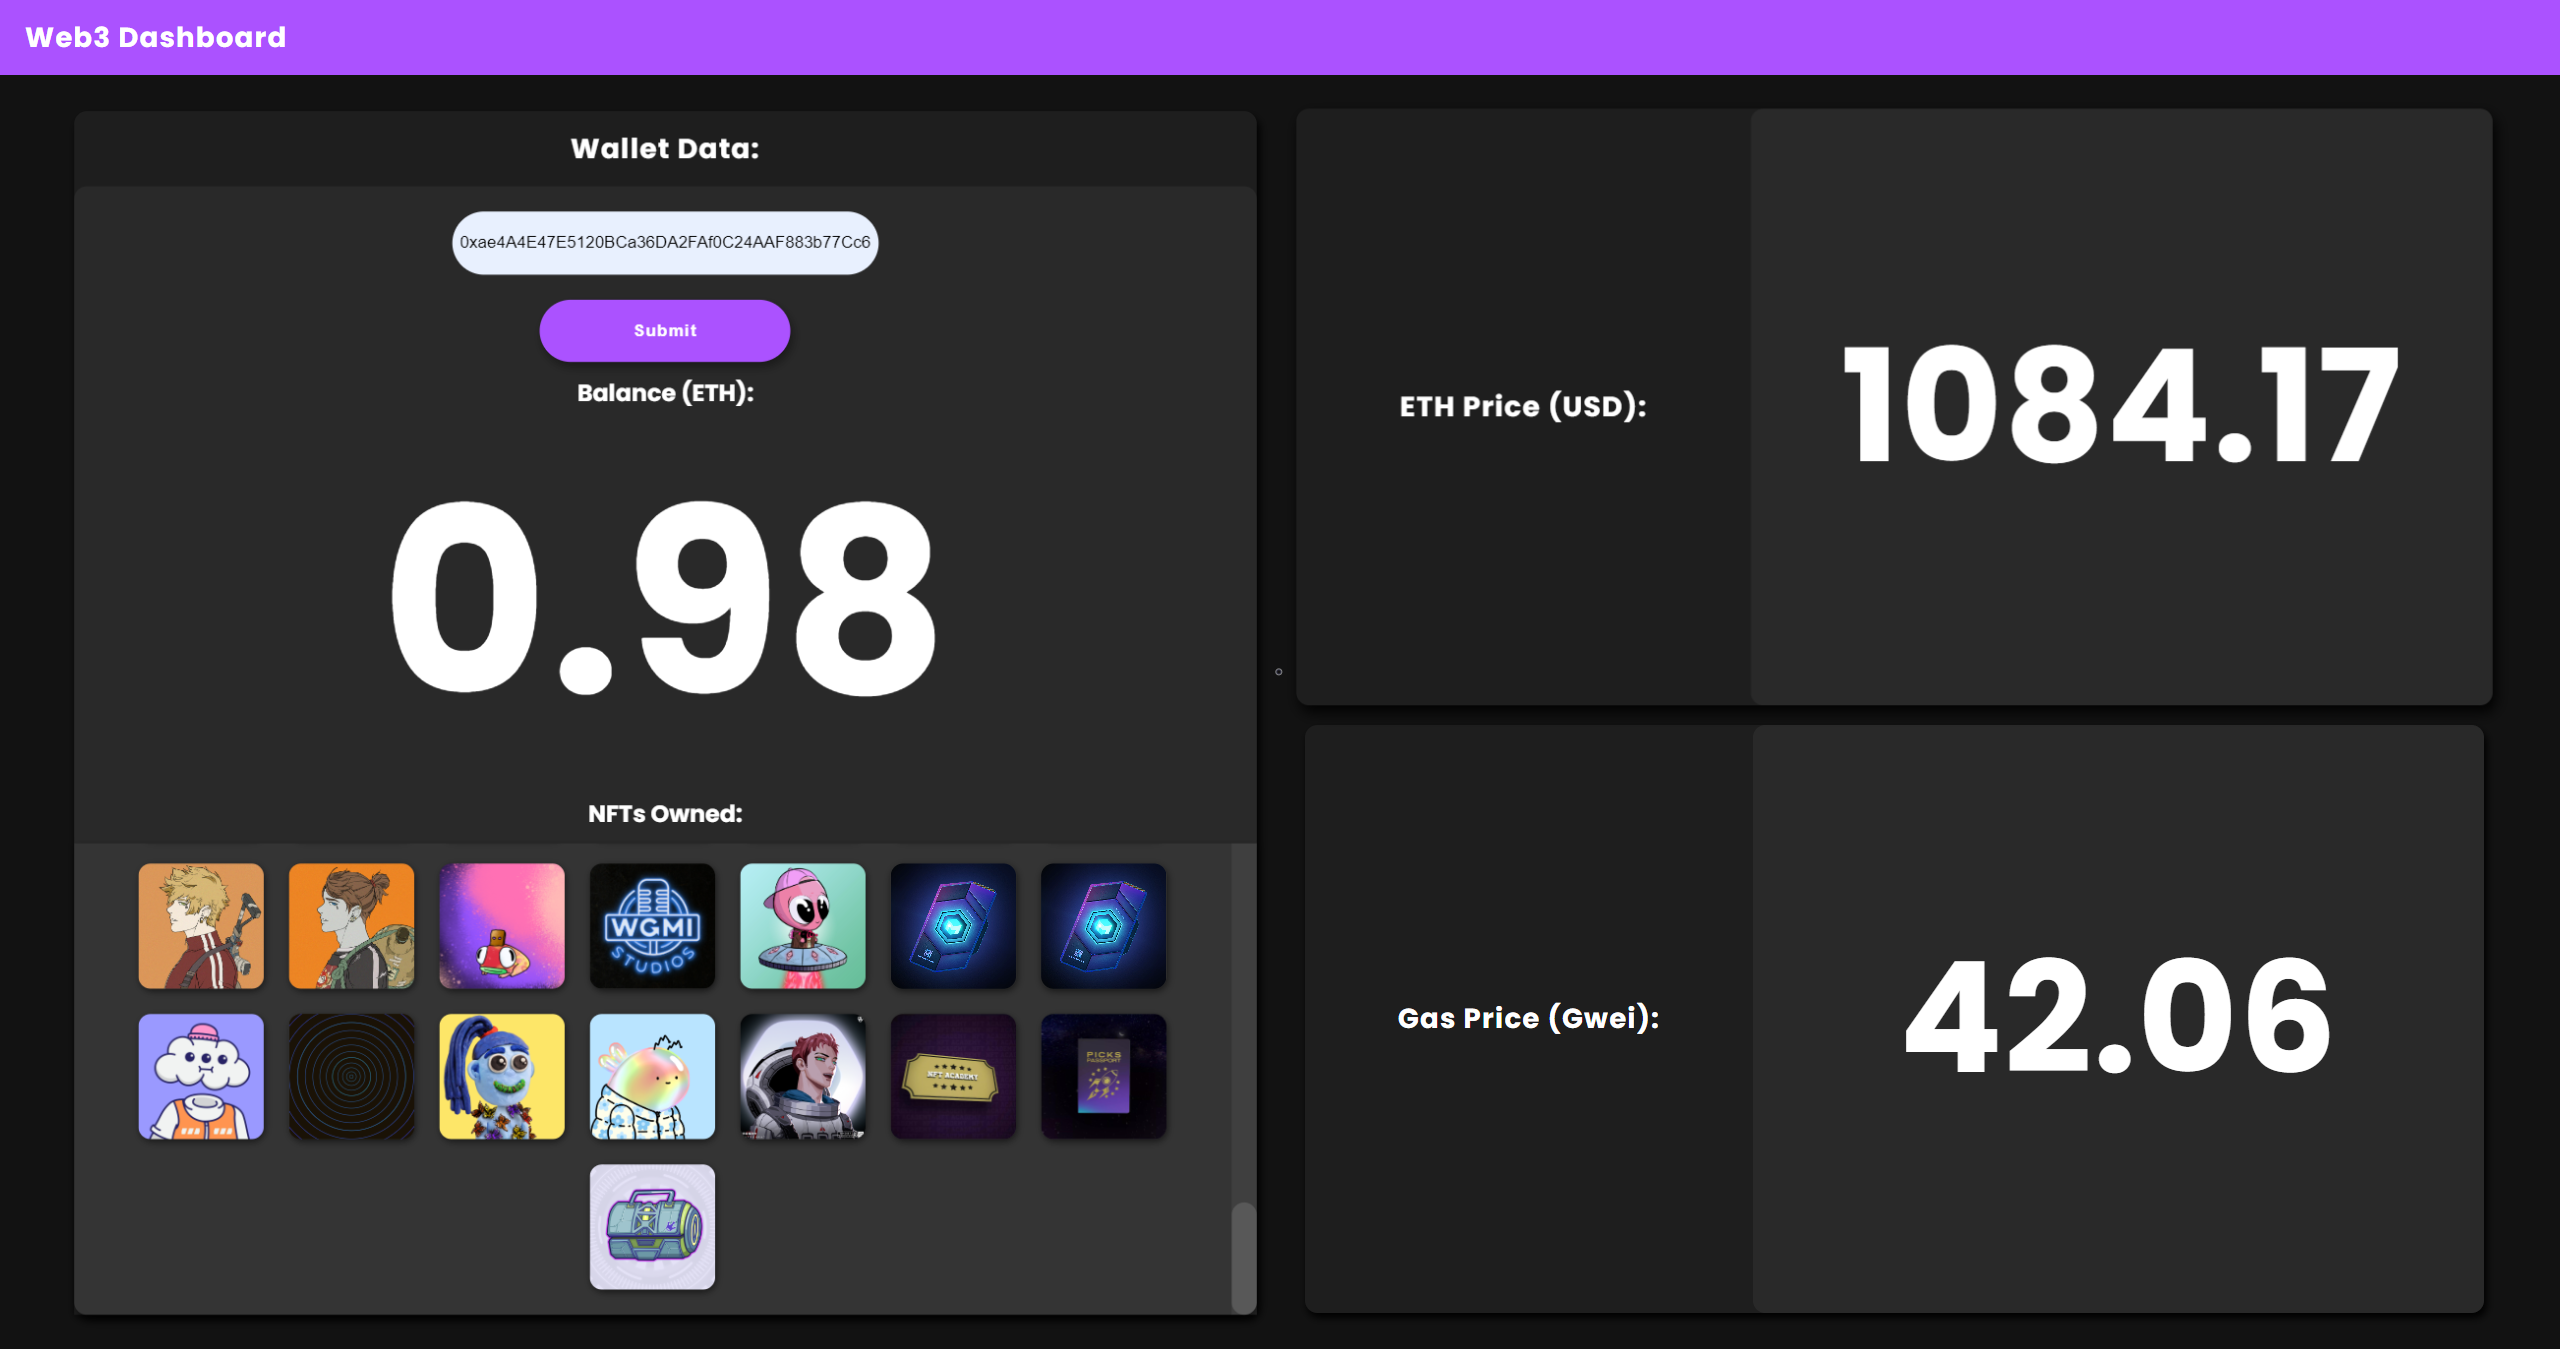 Web3 Dashboard
Wallet Data:
0xae4A4E47E5120BCa36DA2FAf0C24AAF883b77Cc6
Submit
Balance (ETH):
0.98
NFTs Owned:
WGMI
STUDIOS
NFT ACADEMY
PICKS
PASSPORT
ETH Price (USD):
1084.17
Gas Price (Gwei):
42.06